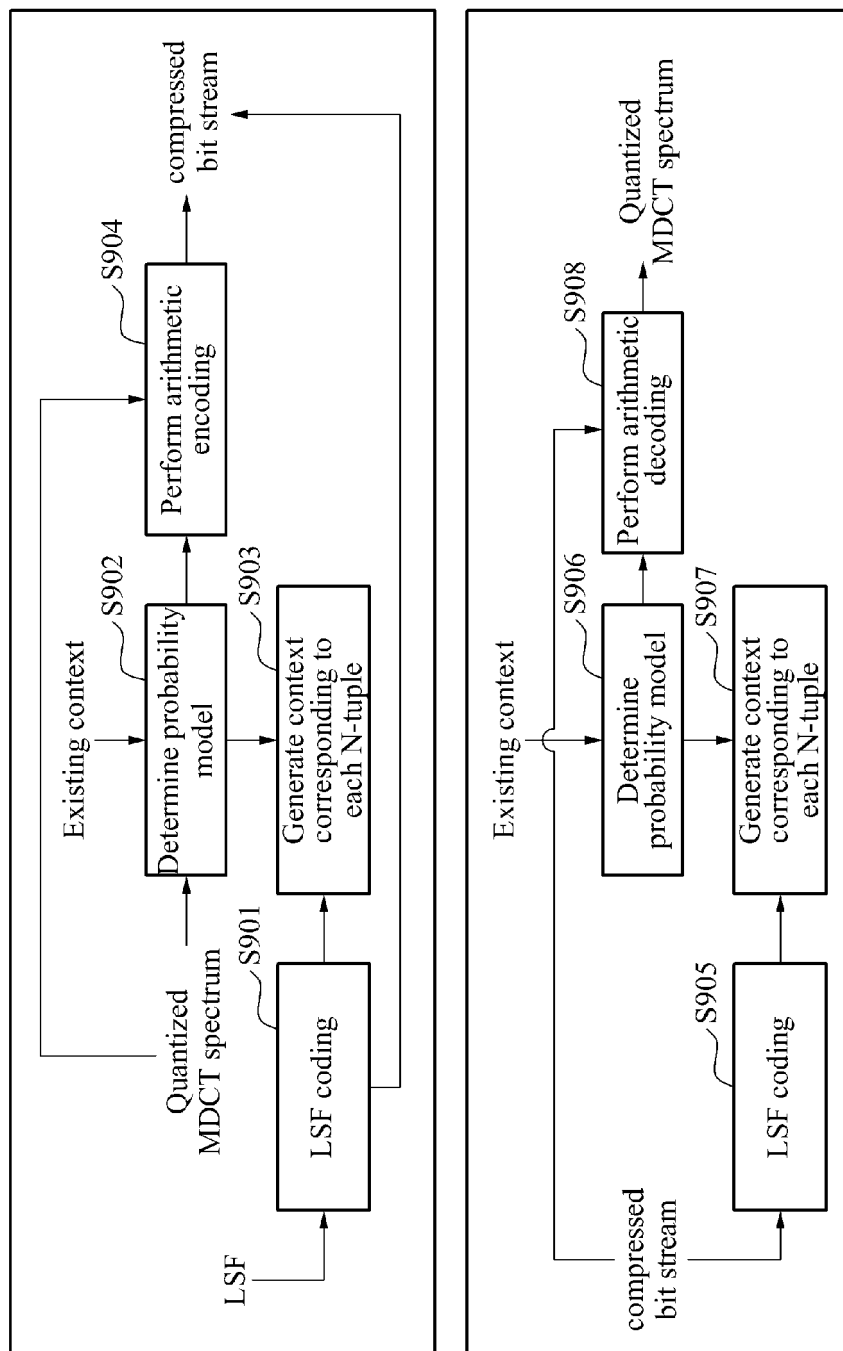 LSF
S901
LSF coding
Quantized
MDCT spectrum
Existing context
S902
Determine probability
model
S903
Generate context
corresponding to
each N-tuple
S904
Perform arithmetic
encoding
compressed
bit stream
compressed
bit stream
S905
LSF coding
Existing context
S906
Determine
probability model
S907
Generate context
corresponding to
each N-tuple
S908
Perform arithmetic
decoding
Quantized
MDCT spectrum